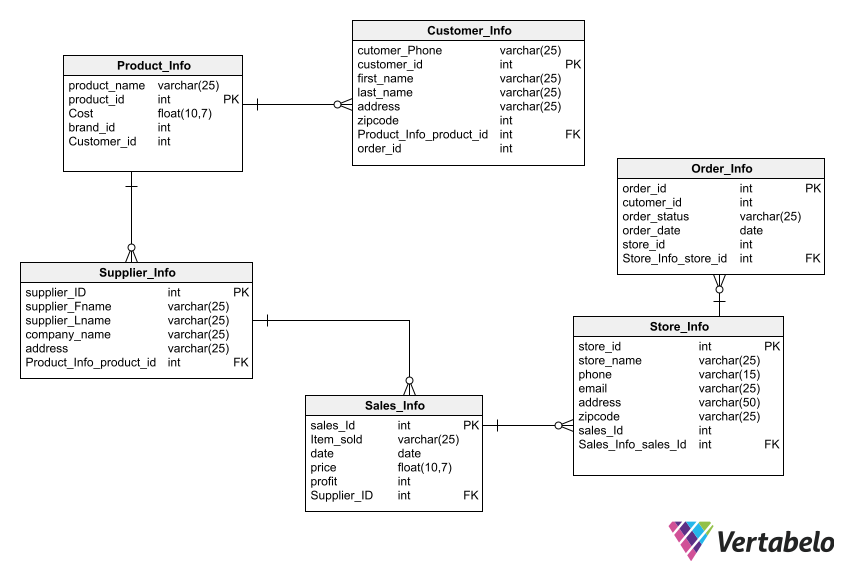 Customer_Info
cutomer_Phone varchar(25)
customer_id int PK
first_name varchar(25)
last_name varchar(25)
address varchar(25)
zipcode int
Product_Info_product_id int FK
order_id int
Product_Info
product_name varchar(25)
product_id int PK
Cost float(10,7)
brand_id int
Customer_id int
Order_Info
order_id int PK
cutomer_id int
order_status varchar(25)
order_date date
store_id int
Store_Info_store_id int FK
Supplier_Info
supplier_ID int PK
supplier_Fname varchar(25)
supplier_Lname varchar(25)
company_name varchar(25)
address varchar(25)
Product_Info_product_id int FK
Store_Info
store_id int PK
store_name varchar(25)
phone varchar(15)
email varchar(25)
address varchar(50)
zipcode varchar(25)
sales_Id int
Sales_Info_sales_Id int FK
Sales_Info
sales_Id int PK
Item_sold varchar(25)
date date
price float(10,7)
profit int
Supplier_ID int FK
Vertabelo